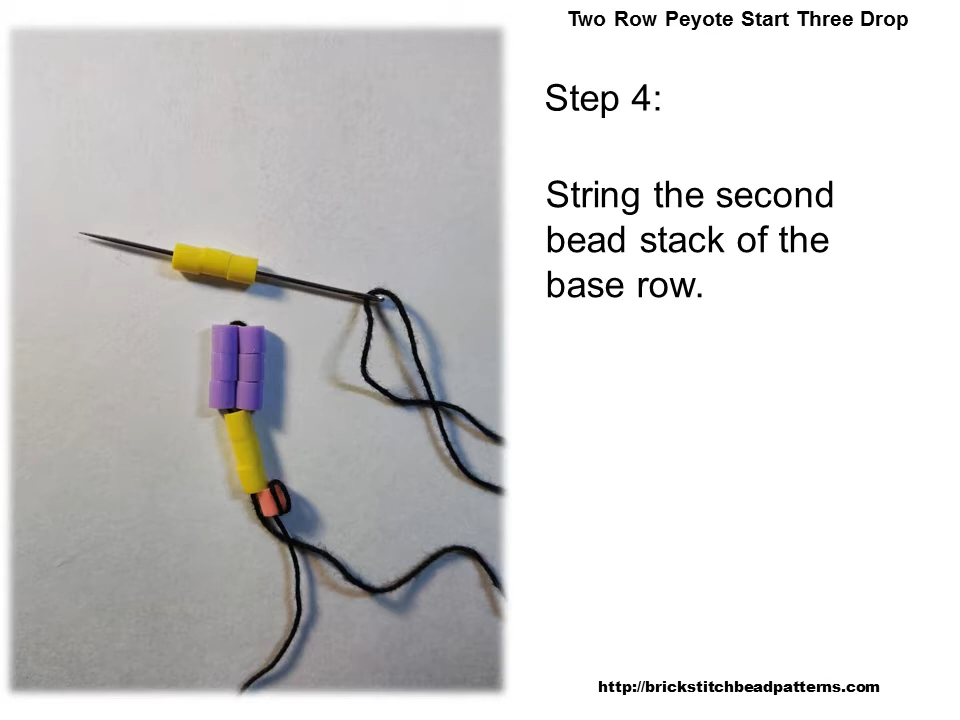 Two Row Peyote Start Three Drop
Step 4:
String the second
bead stack of the
base row.
http://brickstitchbeadpatterns.com